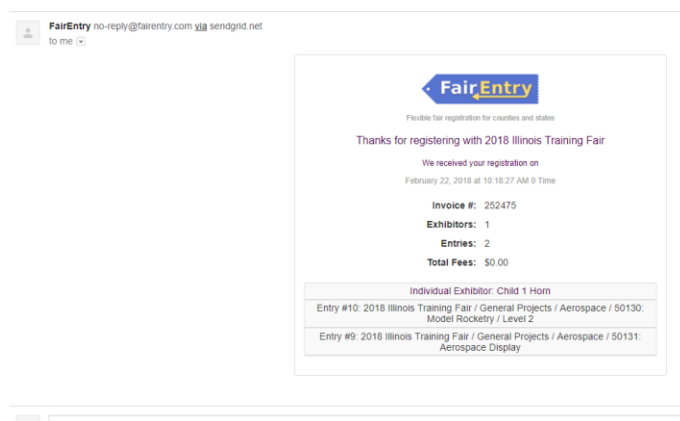 FairEntry no-reply@fairentry.com via sendgrid.net
to me
FairEntry
Flexible fair registration for counties and states
Thanks for registering with 2018 Illinois Training Fair
We received your registration on
February 22, 2018 at 10:18:27 AM 0 Time
Invoice #: 252475
Exhibitors: 1
Entries: 2
Total Fees: $0.00
Individual Exhibitor: Child 1 Horn
Entry #10: 2018 Illinois Training Fair / General Projects / Aerospace / 50130:
Model Rocketry / Level 2
Entry #9: 2018 Illinois Training Fair / General Projects / Aerospace / 50131:
Aerospace Display